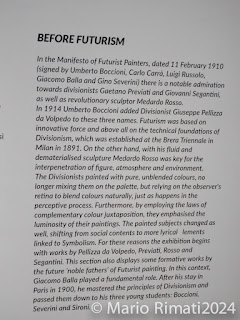 BEFORE FUTURISM
In the Manifesto of Futurist Painters, dated 11 February 1910
(signed by Umberto Boccioni, Carlo Carrà, Luigi Russolo,
Giacomo Balla and Gino Severini) there is a notable admiration
towards divisionists Gaetano Previati and Giovanni Segantini,
as well as revolutionary sculptor Medardo Rosso.
In 1914 Umberto Boccioni added Divisionist Giuseppe Pellizza
da Volpedo to these three names. Futurism was based on
innovative force and above all on the technical foundations of
Divisionism, which was established at the Brera Triennale in
Milan in 1891. On the other hand, with his fluid and
dematerialised sculpture Medardo Rosso was key for the
interpenetration of figure, atmosphere and environment.
The Divisionists painted with pure, unblended colours, no
longer mixing them on the palette, but relying on the observer's
retina to blend colours naturally, just as happens in the
perceptive process. Furthermore, by employing the laws of
complementary colour juxtaposition, they emphasised the
luminosity of their paintings. The painted subjects changed as
well, shifting from social contents to more lyrical lements
linked to Symbolism. For these reasons the exhibition begins
with works by Pellizza da Volpedo, Previati, Rosso and
Segantini. This section also displays some formative works by
the future 'noble fathers' of Futurist painting. In this context,
Giacomo Balla played a fundamental role. After his stay in
Paris in 1900, he mastered the principles of Divisionism and
passed them down to his three young students: Boccioni,
Severini and Sironi.
si
© Mario Rimati2024